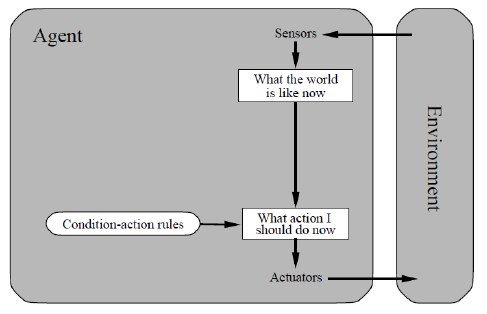 Agent
Sensors
What the world
is like now
Environment
Condition-action rules
What action I
should do now
Actuators